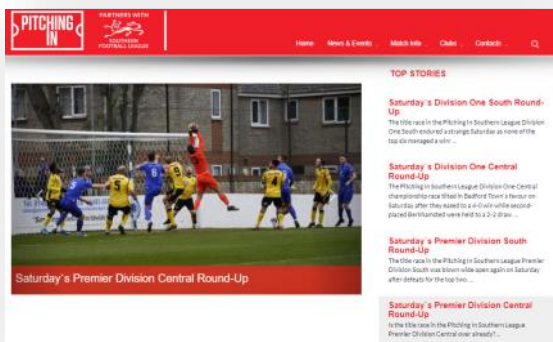 PITCHING
IN
PARTNERS WITH
SOUTHERN
FOOTBALL LEAGUE
Home News & Events Match Info Clubs Contacts
Saturday's Premier Division Central Round-Up
TOP STORIES
Saturday's Division One South Round-
Up
The title race in the Pitching In Southern League Division
One South endured a strange Saturday as none of the
top six managed a win! ...
Saturday's Division One Central
Round-Up
The Pitching In Southern League Division One Central
championship race tilted in Bedford Town's favour on
Saturday after they eased to a 4-0 win while second-
placed Berkhamsted were held to a 2-2 draw ...
Saturday's Premier Division South
Round-Up
The title race in the Pitching In Southern League Premier
Division South was blown wide open again on Saturday
after defeats for the top two. ...
Saturday's Premier Division Central
Round-Up
Is the title race in the Pitching In Southern League
Premier Division Central over already? ...